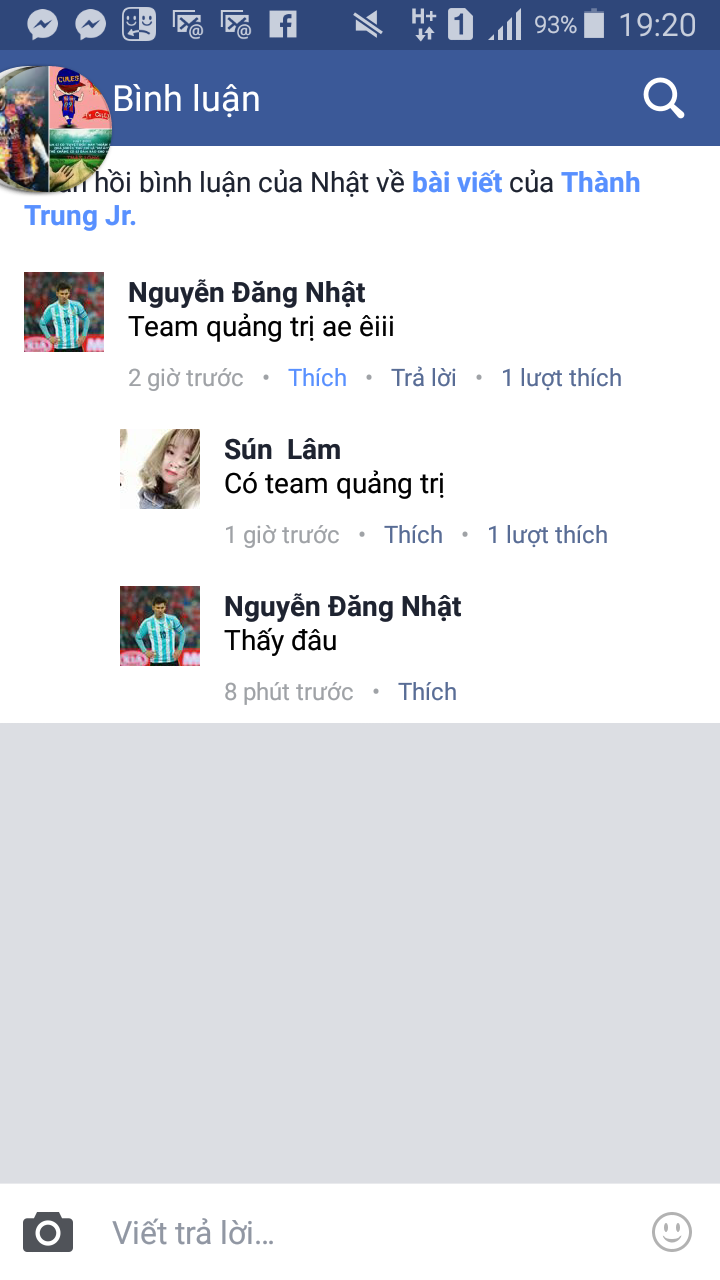 93% 19:20
Bình luận
hồi bình luận của Nhật về bài viết của Thành
Trung Jr.
Nguyễn Đăng Nhật
Team quảng trị ae êiii
2 giờ trước • Thích • Trả lời • 1 lượt thích
Sún Lâm
Có team quảng trị
1 giờ trước • Thích • 1 lượt thích
Nguyễn Đăng Nhật
Thấy đâu
8 phút trước • Thích
Viết trả lời...